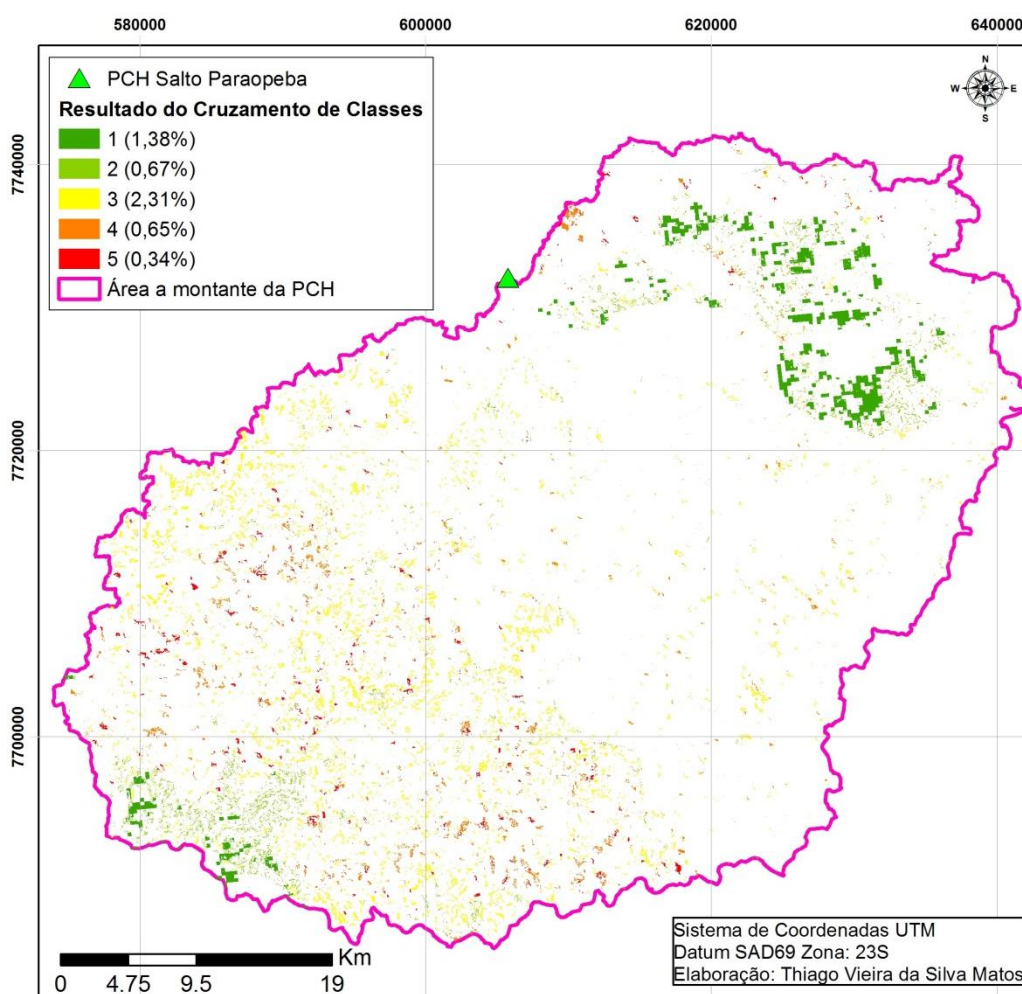 580000
600000
620000
640000
PCH Salto Paraopeba
Resultado do Cruzamento de Classes
1 (1,38%)
2 (0,67%)
3 (2,31%)
4 (0,65%)
5 (0,34%)
Área a montante da PCH
N
W
E
S
7740000
7720000
7700000
Km
0
4.75
9.5
19
Sistema de Coordenadas UTM
Datum SAD69 Zona: 23S
Elaboração: Thiago Vieira da Silva Matos